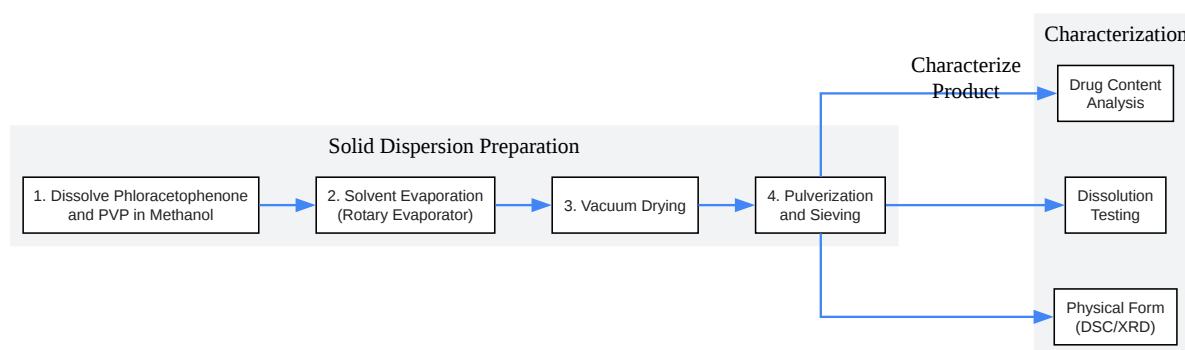 Characterization
Characterize
Product
Drug Content
Analysis
Solid Dispersion Preparation
1. Dissolve Phloracetophenone
and PVP in Methanol
2. Solvent Evaporation
(Rotary Evaporator)
3. Vacuum Drying
4. Pulverization
and Sieving
Dissolution
Testing
Physical Form
(DSC/XRD)